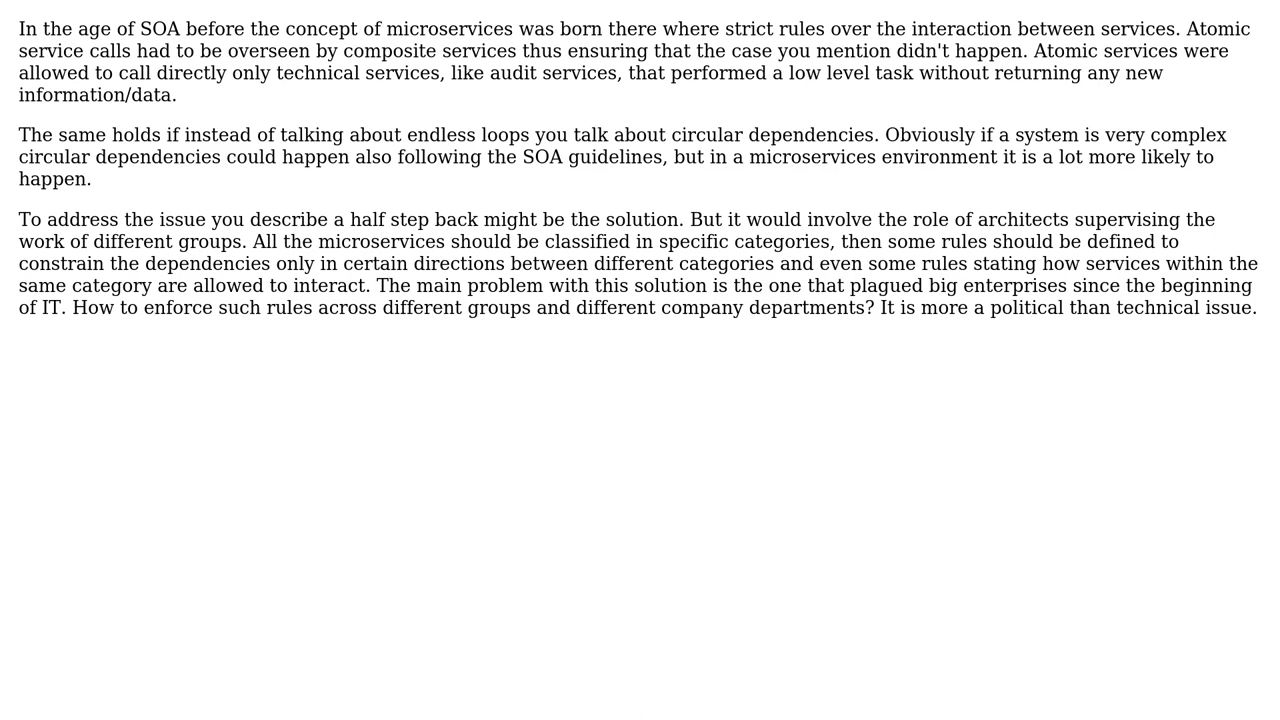 In the age of SOA before the concept of microservices was born there where strict rules over the interaction between services. Atomic
service calls had to be overseen by composite services thus ensuring that the case you mention didn't happen. Atomic services were
allowed to call directly only technical services, like audit services, that performed a low level task without returning any new
information/data.
The same holds if instead of talking about endless loops you talk about circular dependencies. Obviously if a system is very complex
circular dependencies could happen also following the SOA guidelines, but in a microservices environment it is a lot more likely to
happen.
To address the issue you describe a half step back might be the solution. But it would involve the role of architects supervising the
work of different groups. All the microservices should be classified in specific categories, then some rules should be defined to
constrain the dependencies only in certain directions between different categories and even some rules stating how services within the
same category are allowed to interact. The main problem with this solution is the one that plagued big enterprises since the beginning
of IT. How to enforce such rules across different groups and different company departments? It is more a political than technical issue.